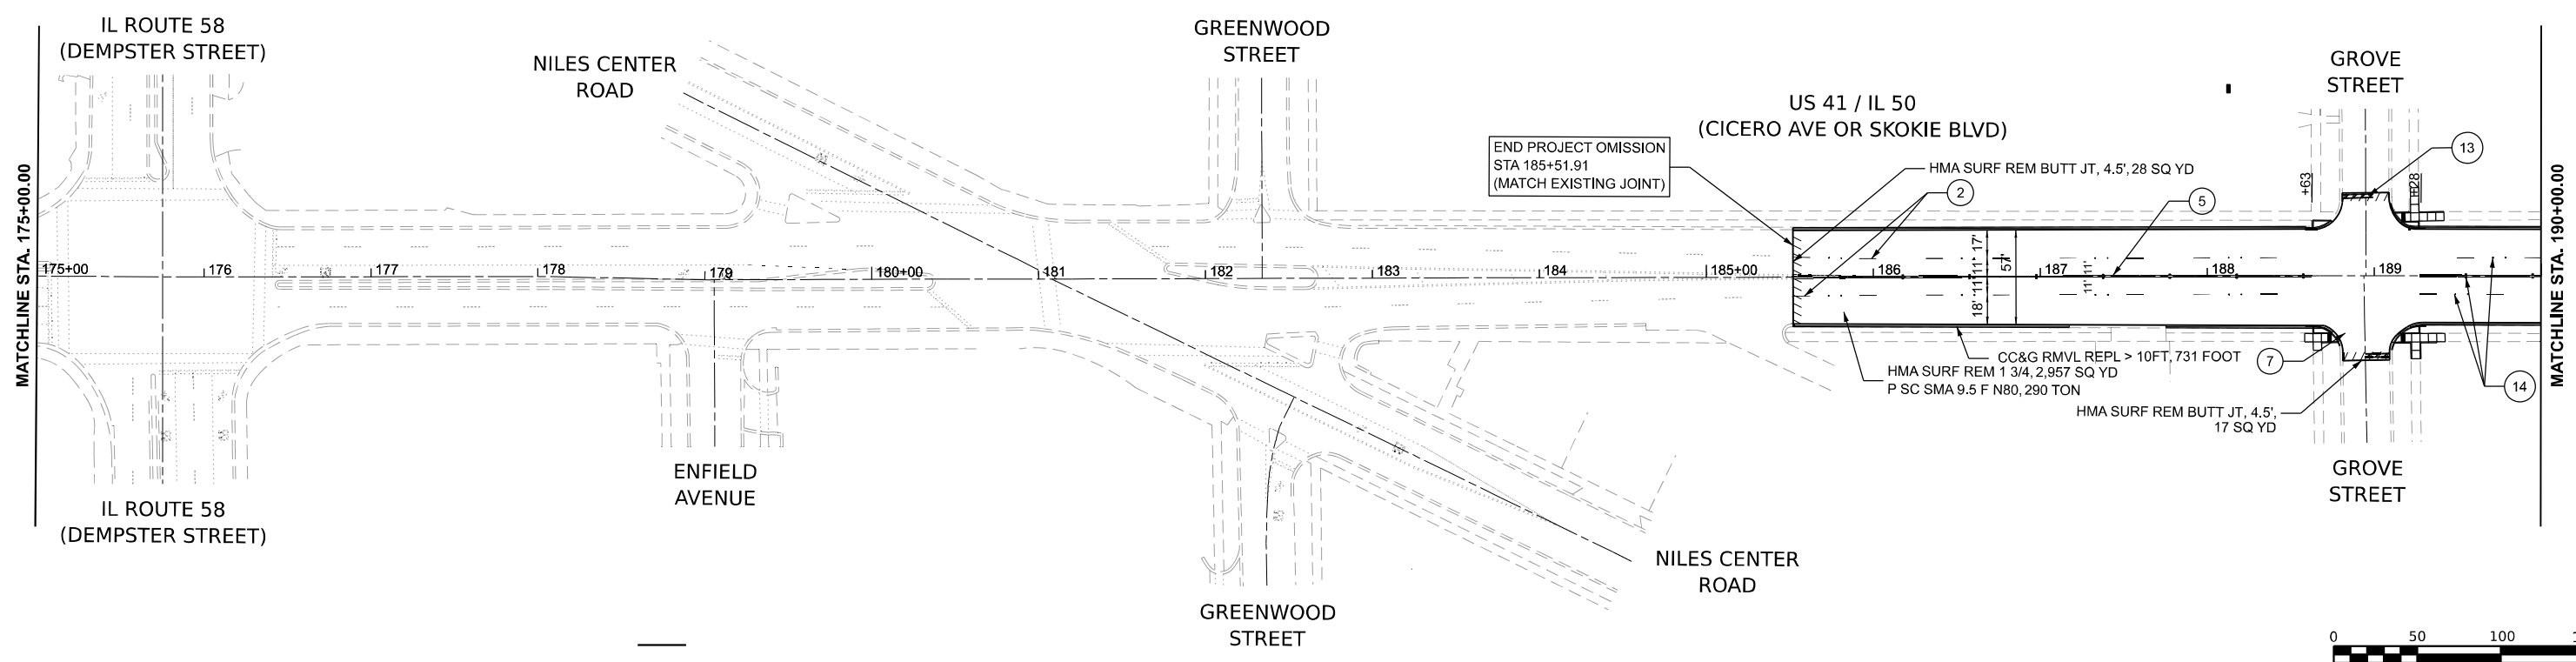 IL ROUTE 58
(DEMPSTER STREET)
NILES CENTER
ROAD
GREENWOOD
STREET
GROVE
STREET
US 41 / IL 50
(CICERO AVE OR SKOKIE BLVD)
END PROJECT OMISSION
STA 185+51.91
(MATCH EXISTING JOINT)
HMA SURF REM BUTT JT, 4.5', 28 SQ YD
2
5
13
+63
+28
MATCHLINE STA. 175+00.00
MATCHLINE STA. 190+00.00
175+00
176
177
178
179
180+00
181
182
183
184
185+00
186
187
188
189
17'
11'
11'
18'
57'
11'
11'
CC&G RMVL REPL > 10FT, 731 FOOT
HMA SURF REM 1 3/4, 2,957 SQ YD
P SC SMA 9.5 F N80, 290 TON
7
14
HMA SURF REM BUTT JT, 4.5',
17 SQ YD
ENFIELD
AVENUE
IL ROUTE 58
(DEMPSTER STREET)
GROVE
STREET
NILES CENTER
ROAD
GREENWOOD
STREET
0
50
100